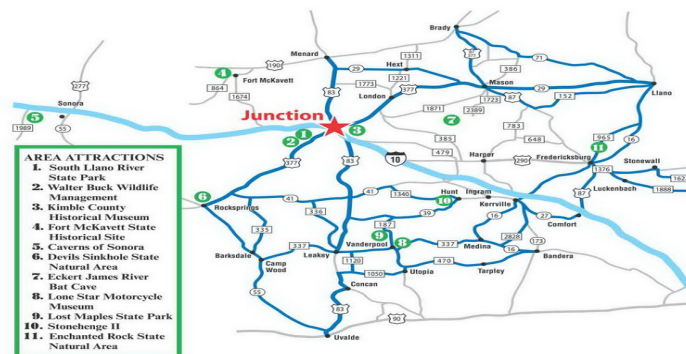 Brady
71
1311
190
Menard
Hext
386
4
Fort McKavett
29
1221
Mason
277
864
1773
87
29
1674
83
377
1723
152
Llano
Sonora
London
1871
2389
5
Junction
7
783
965
1989
55
1
3
385
648
16
2
479
11
10
Harper
290
Fredericksburg
Stonewall
83
1376
162
377
87
1888
Luckenbach
6
41
41
1340
Hunt
Ingram
Rocksprings
10
Kerrville
336
39
27
Comfort
335
187
16
9
2828
173
337
Vanderpool
8
337
Medina
16
Bandera
Barksdale
Leakey
Camp Wood
1120
Utopia
470
Tarpley
1050
55
Concan
83
90
Uvalde
AREA ATTRACTIONS
1. South Llano River
State Park
2. Walter Buck Wildlife
Management
3. Kimble County
Historical Museum
4. Fort McKavett State
Historical Site
5. Caverns of Sonora
6. Devils Sinkhole State
Natural Area
7. Eckert James River
Bat Cave
8. Lone Star Motorcycle
Museum
9. Lost Maples State Park
10. Stonehenge II
11. Enchanted Rock State
Natural Area